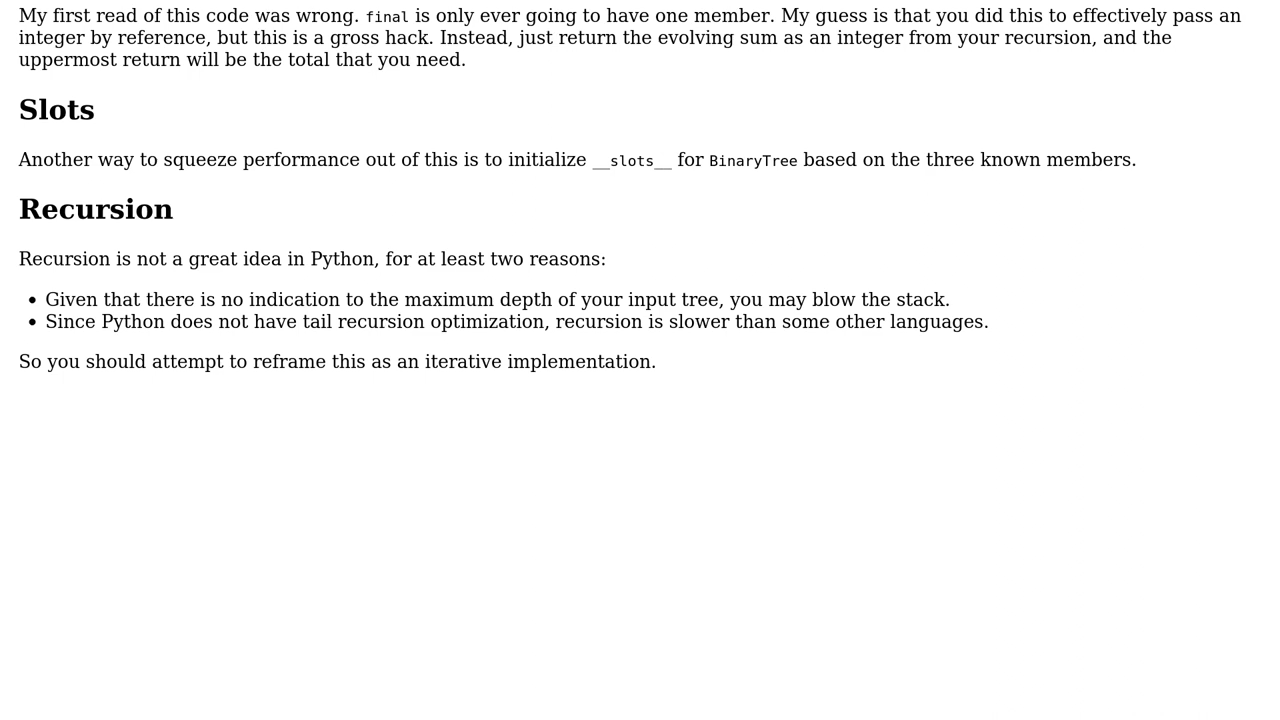 My first read of this code was wrong. final is only ever going to have one member. My guess is that you did this to effectively pass an
integer by reference, but this is a gross hack. Instead, just return the evolving sum as an integer from your recursion, and the
uppermost return will be the total that you need.
Slots
Another way to squeeze performance out of this is to initialize __slots__ for BinaryTree based on the three known members.
Recursion
Recursion is not a great idea in Python, for at least two reasons:
• Given that there is no indication to the maximum depth of your input tree, you may blow the stack.
• Since Python does not have tail recursion optimization, recursion is slower than some other languages.
So you should attempt to reframe this as an iterative implementation.